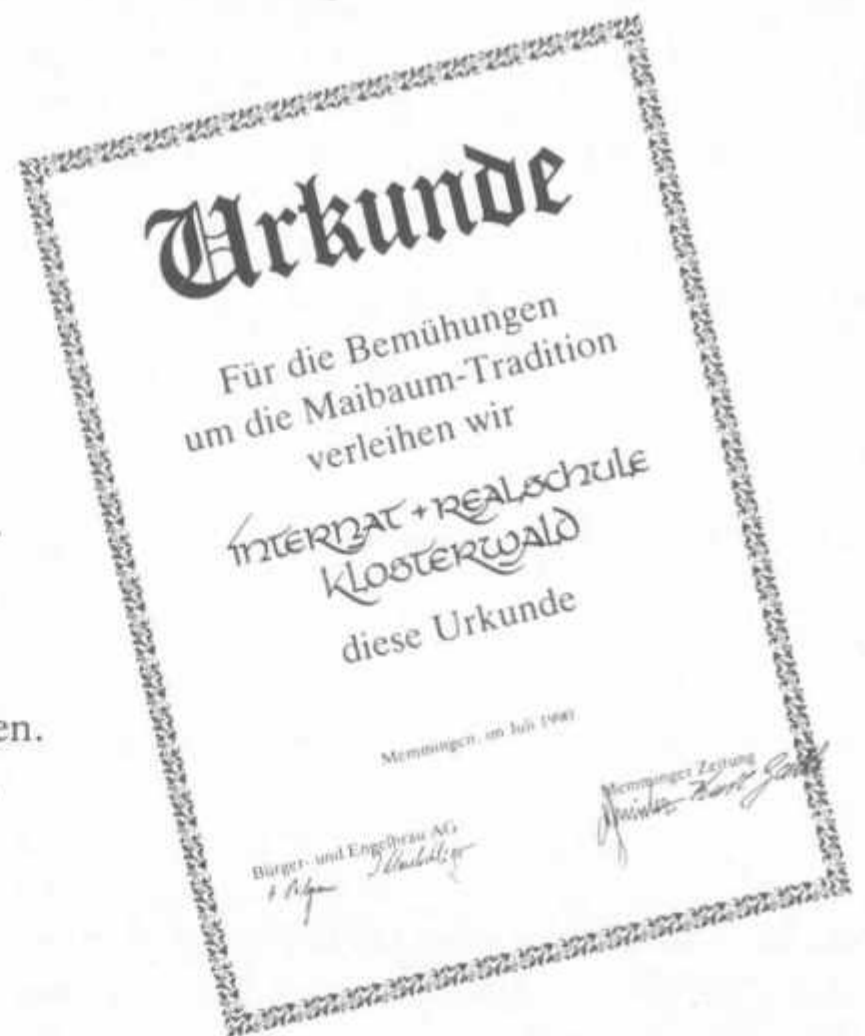 Urkunde
Für die Bemühungen
um die Maibaum-Tradition
verleihen wir
INTERNAT + REALSCHULE
KLOSTERWALD
diese Urkunde
en.
Memmingen, im Juli 1990
Memminger Zeitung
Bürger- und Engelbräu AG